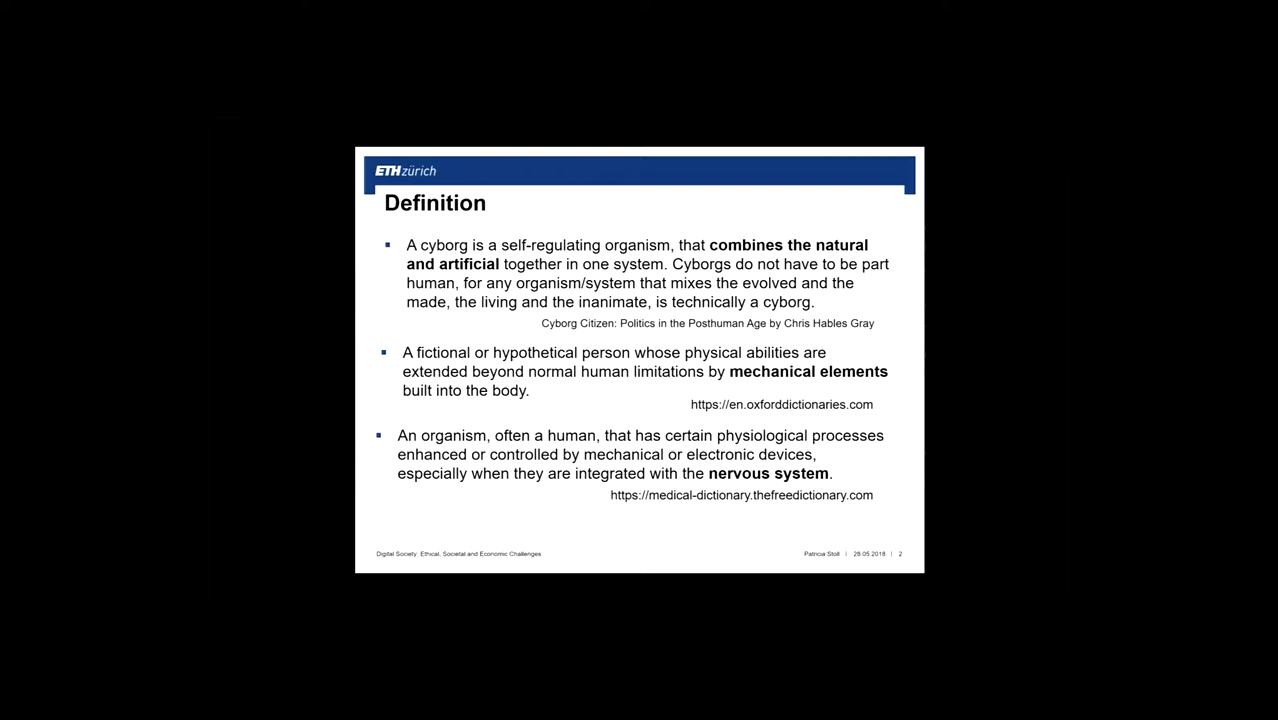 ETH zürich
Definition
▪ A cyborg is a self-regulating organism, that combines the natural
and artificial together in one system. Cyborgs do not have to be part
human, for any organism/system that mixes the evolved and the
made, the living and the inanimate, is technically a cyborg.
Cyborg Citizen: Politics in the Posthuman Age by Chris Hables Gray
▪ A fictional or hypothetical person whose physical abilities are
extended beyond normal human limitations by mechanical elements
built into the body.
https://en.oxforddictionaries.com
▪ An organism, often a human, that has certain physiological processes
enhanced or controlled by mechanical or electronic devices,
especially when they are integrated with the nervous system.
https://medical-dictionary.thefreedictionary.com
Digital Society: Ethical, Societal and Economic Challenges
Patricia Stoll | 28.05.2018 | 2